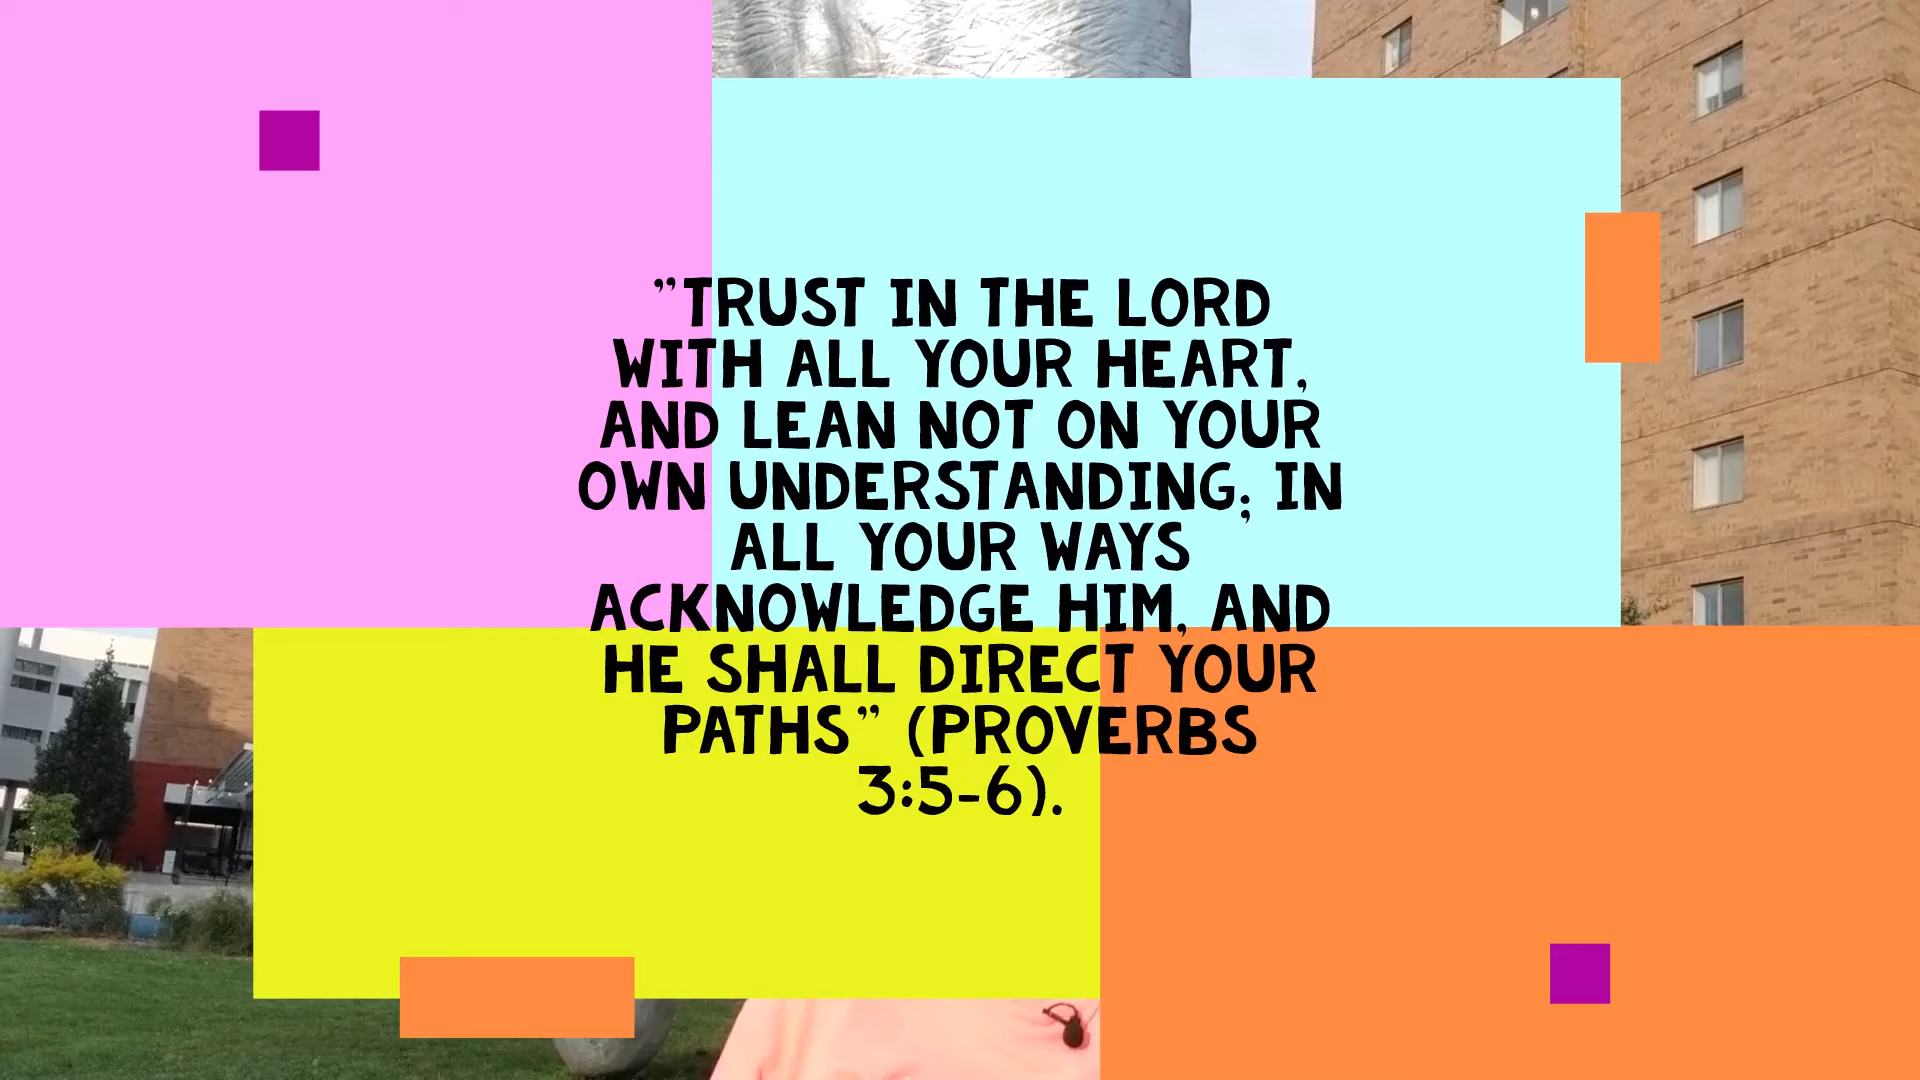 ”TRUST IN THE LORD
WITH ALL YOUR HEART,
AND LEAN NOT ON YOUR
OWN UNDERSTANDING; IN
ALL YOUR WAYS
ACKNOWLEDGE HIM, AND
HE SHALL DIRECT YOUR
PATHS” (PROVERBS
3:5-6).